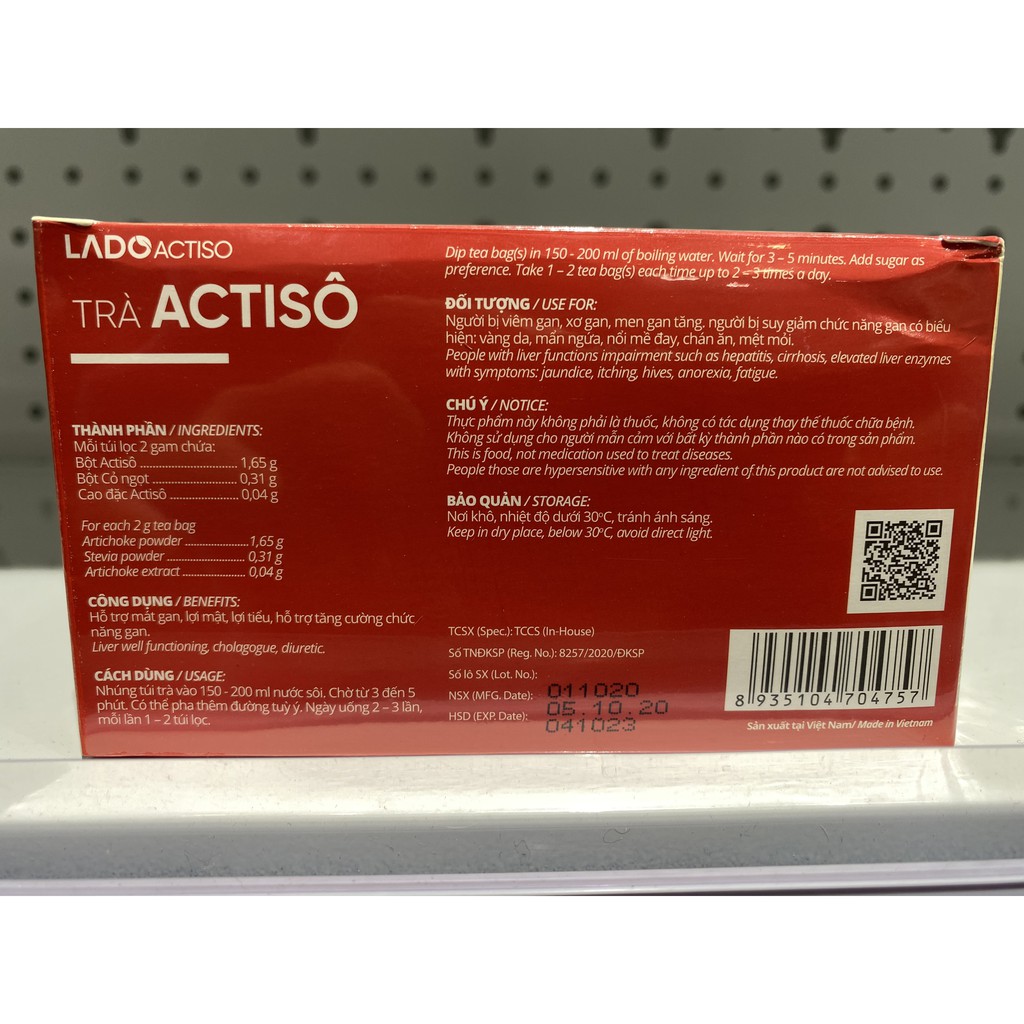 LADOACTISO
TRÀ ACTISÔ
THÀNH PHẦN / INGREDIENTS:
Mỗi túi lọc 2 gam chứa:
Bột Actisô ........................ 1,65 g
Bột Cỏ ngọt ........................ 0,31 g
Cao đặc Actisô ................... 0,04 g
For each 2 g tea bag
Artichoke powder ................. 1,65 g
Stevia powder ...................... 0,31 g
Artichoke extract .................. 0,04 g
CÔNG DỤNG / BENEFITS:
Hỗ trợ mát gan, lợi mật, lợi tiểu, hỗ trợ tăng cường chức
năng gan.
Liver well functioning, cholagogue, diuretic.
CÁCH DÙNG / USAGE:
Nhúng túi trà vào 150 - 200 ml nước sôi. Chờ từ 3 đến 5
phút. Có thể pha thêm đường tuỳ ý. Ngày uống 2 – 3 lần,
mỗi lần 1 – 2 túi lọc.
Dip tea bag(s) in 150 - 200 ml of boiling water. Wait for 3 – 5 minutes. Add sugar as
preference. Take 1 – 2 tea bag(s) each time up to 2 – 3 times a day.
ĐỐI TƯỢNG / USE FOR:
Người bị viêm gan, xơ gan, men gan tăng. người bị suy giảm chức năng gan có biểu
hiện: vàng da, mẩn ngứa, nổi mề đay, chán ăn, mệt mỏi.
People with liver functions impairment such as hepatitis, cirrhosis, elevated liver enzymes
with symptoms: jaundice, itching, hives, anorexia, fatigue.
CHÚ Ý / NOTICE:
Thực phẩm này không phải là thuốc, không có tác dụng thay thế thuốc chữa bệnh.
Không sử dụng cho người mẫn cảm với bất kỳ thành phần nào có trong sản phẩm.
This is food, not medication used to treat diseases.
People those are hypersensitive with any ingredient of this product are not advised to use.
BẢO QUẢN / STORAGE:
Nơi khô, nhiệt độ dưới 30°C, tránh ánh sáng.
Keep in dry place, below 30°C, avoid direct light.
TCSX (Spec.): TCCS (In-House)
Số TNĐKSP (Reg. No.): 8257/2020/ĐKSP
Số lô SX (Lot. No.):
NSX (MFG. Date): 011020
HSD (EXP. Date): 05.10.20
041023
8 935104 704757
Sản xuất tại Việt Nam/ Made in Vietnam